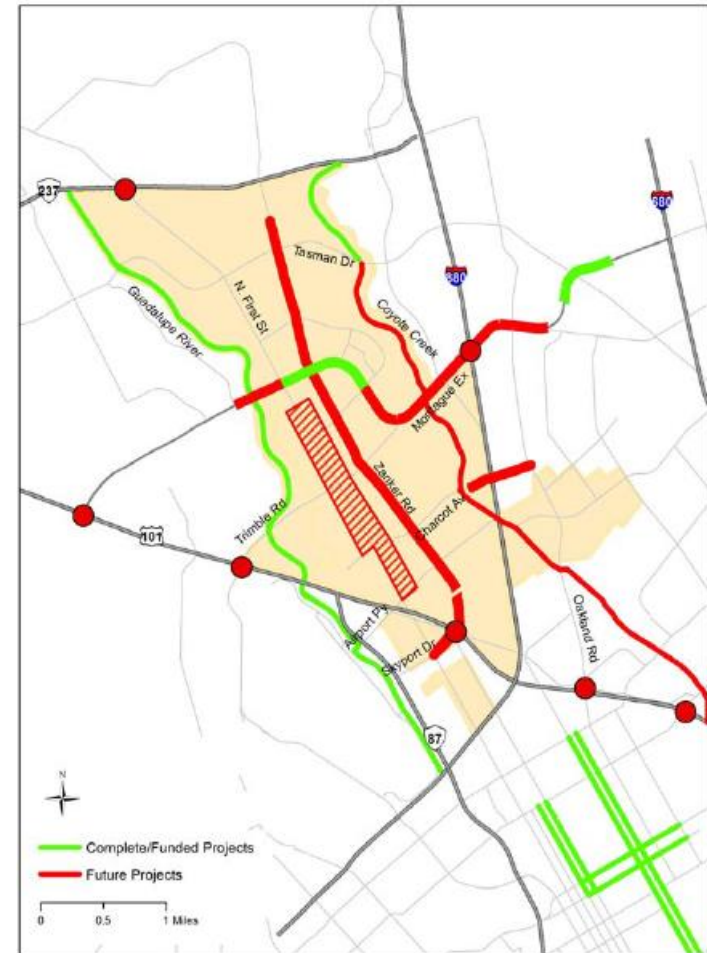 237
680
880
Tasman Dr
N. First St
Coyote Creek
Guadalupe River
Montague Ex
Zanker Rd
Charcot Av
Trimble Rd
101
Airport Py
Oakland Rd
Skyport Dr
87
N
Complete/Funded Projects
Future Projects
0 0.5 1 Miles